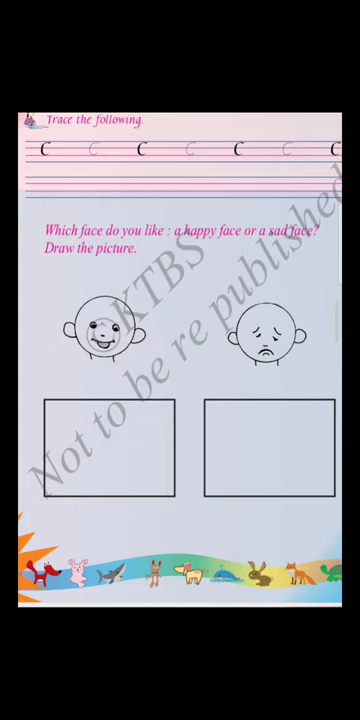 Trace the following.
C C C C C C C
Which face do you like : a happy face or a sad face?
Draw the picture.
©KTBS
Not to be re published